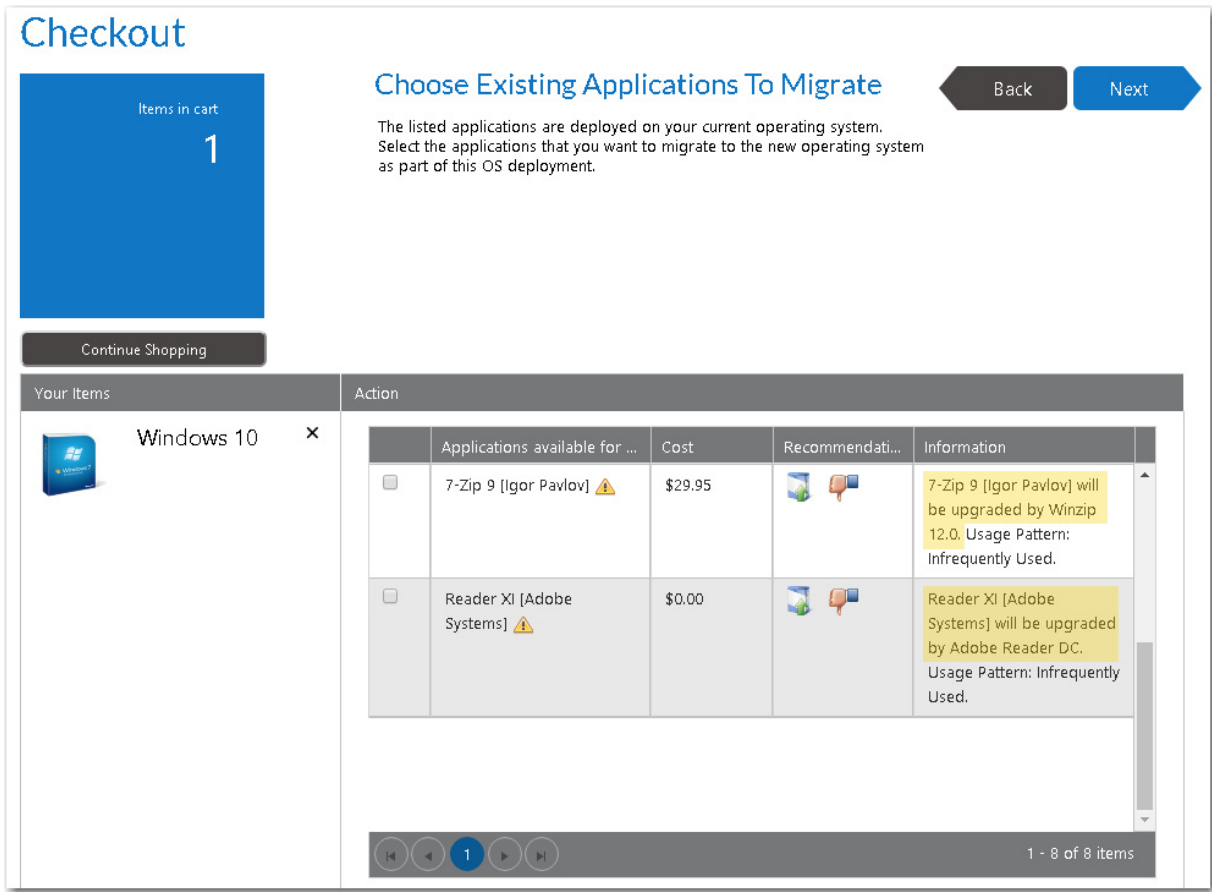 Checkout
Items in cart
1
Choose Existing Applications To Migrate
Back
Next
The listed applications are deployed on your current operating system.
Select the applications that you want to migrate to the new operating system
as part of this OS deployment.
Continue Shopping
Your Items
Action
Windows 10
×
Applications available for ...
Cost
Recommendati...
Information
7-Zip 9 [Igor Pavlov]
$29.95
7-Zip 9 [Igor Pavlov] will
be upgraded by Winzip
12.0. Usage Pattern:
Infrequently Used.
Reader XI [Adobe
Systems]
$0.00
Reader XI [Adobe
Systems] will be upgraded
by Adobe Reader DC.
Usage Pattern: Infrequently
Used.
1
1 - 8 of 8 items